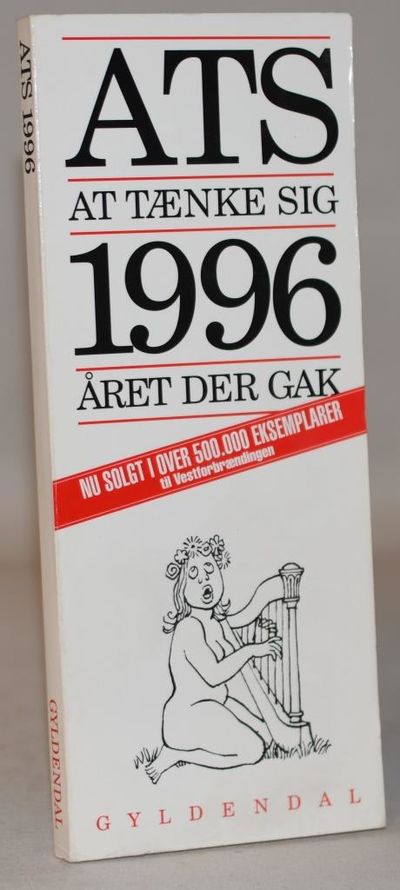 ATS
AT TÆNKE SIG
1996
ÅRET DER GAK
NU SOLGT I OVER 500.000 EKSEMPLARER
til Vestforbrændingen
GYLDENDAL
ATS 1996
GYLDENDAL